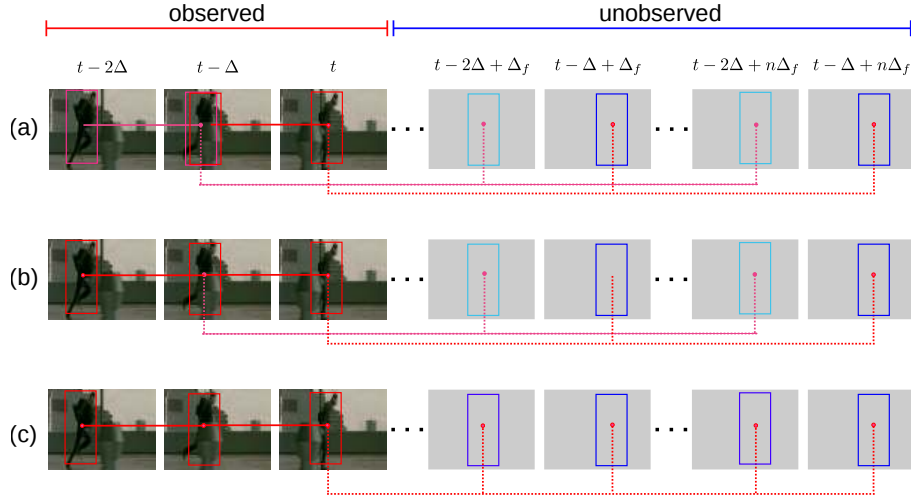 observed unobserved
t − 2Δ t − Δ t t − 2Δ + Δ_f t − Δ + Δ_f t − 2Δ + nΔ_f t − Δ + nΔ_f
(a) ... ...
(b) ... ...
(c) ... ...